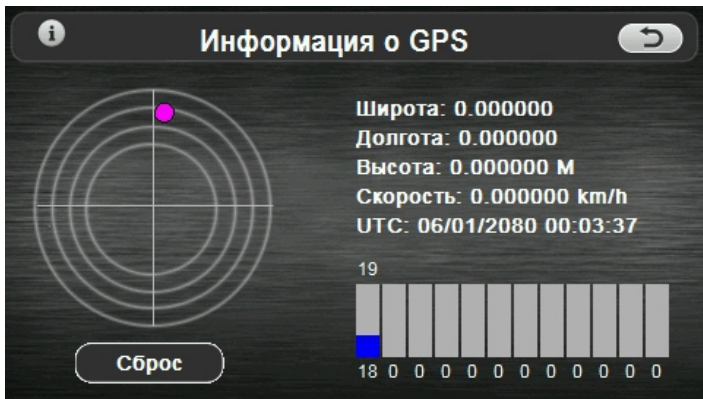 Информация о GPS
Широта: 0.000000
Долгота: 0.000000
Высота: 0.000000 М
Скорость: 0.000000 km/h
UTC: 06/01/2080 00:03:37
19
18 0 0 0 0 0 0 0 0 0 0 0
Сброс